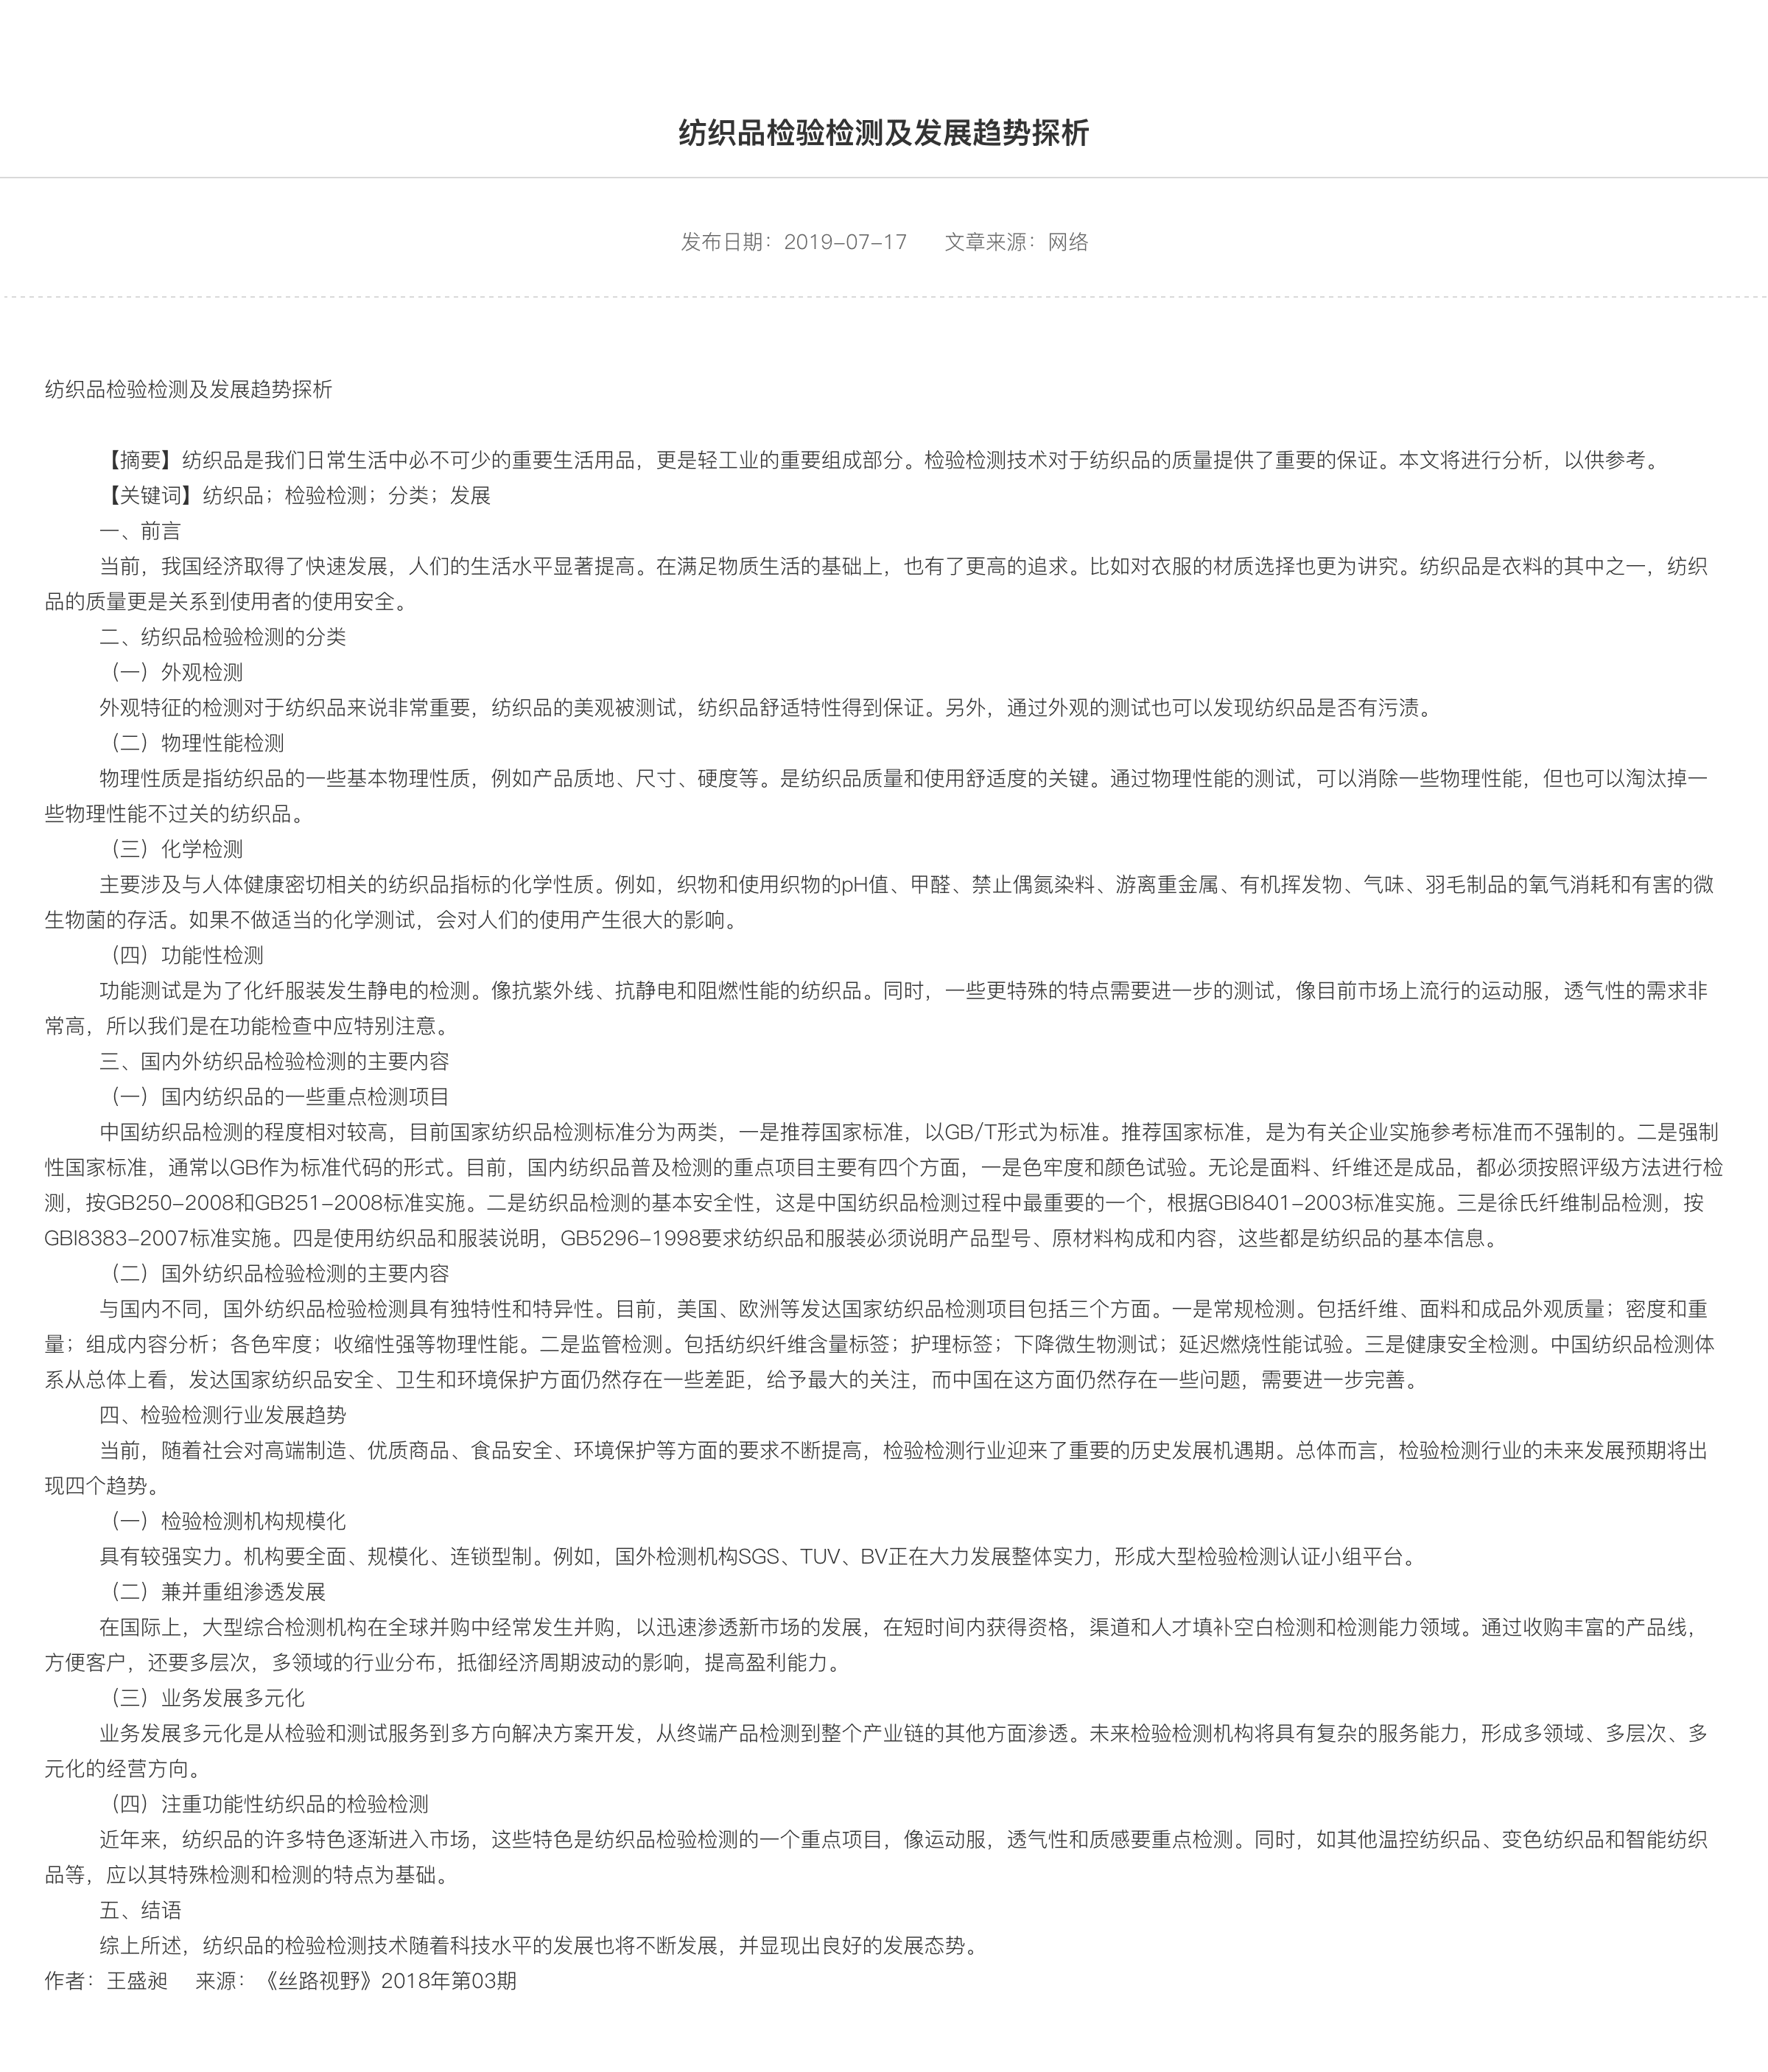 纺织品检验检测及发展趋势探析
发布日期：2019-07-17 文章来源：网络
纺织品检验检测及发展趋势探析
【摘要】纺织品是我们日常生活中必不可少的重要生活用品，更是轻工业的重要组成部分。检验检测技术对于纺织品的质量提供了重要的保证。本文将进行分析，以供参考。
【关键词】纺织品；检验检测；分类；发展
一、前言
当前，我国经济取得了快速发展，人们的生活水平显著提高。在满足物质生活的基础上，也有了更高的追求。比如对衣服的材质选择也更为讲究。纺织品是衣料的其中之一，纺织
品的质量更是关系到使用者的使用安全。
二、纺织品检验检测的分类
（一）外观检测
外观特征的检测对于纺织品来说非常重要，纺织品的美观被测试，纺织品舒适特性得到保证。另外，通过外观的测试也可以发现纺织品是否有污渍。
（二）物理性能检测
物理性质是指纺织品的一些基本物理性质，例如产品质地、尺寸、硬度等。是纺织品质量和使用舒适度的关键。通过物理性能的测试，可以消除一些物理性能，但也可以淘汰掉一
些物理性能不过关的纺织品。
（三）化学检测
主要涉及与人体健康密切相关的纺织品指标的化学性质。例如，织物和使用织物的pH值、甲醛、禁止偶氮染料、游离重金属、有机挥发物、气味、羽毛制品的氧气消耗和有害的微
生物菌的存活。如果不做适当的化学测试，会对人们的使用产生很大的影响。
（四）功能性检测
功能测试是为了化纤服装发生静电的检测。像抗紫外线、抗静电和阻燃性能的纺织品。同时，一些更特殊的特点需要进一步的测试，像目前市场上流行的运动服，透气性的需求非
常高，所以我们是在功能检查中应特别注意。
三、国内外纺织品检验检测的主要内容
（一）国内纺织品的一些重点检测项目
中国纺织品检测的程度相对较高，目前国家纺织品检测标准分为两类，一是推荐国家标准，以GB/T形式为标准。推荐国家标准，是为有关企业实施参考标准而不强制的。二是强制
性国家标准，通常以GB作为标准代码的形式。目前，国内纺织品普及检测的重点项目主要有四个方面，一是色牢度和颜色试验。无论是面料、纤维还是成品，都必须按照评级方法进行检
测，按GB250-2008和GB251-2008标准实施。二是纺织品检测的基本安全性，这是中国纺织品检测过程中最重要的一个，根据GBI8401-2003标准实施。三是徐氏纤维制品检测，按
GBI8383-2007标准实施。四是使用纺织品和服装说明，GB5296-1998要求纺织品和服装必须说明产品型号、原材料构成和内容，这些都是纺织品的基本信息。
（二）国外纺织品检验检测的主要内容
与国内不同，国外纺织品检验检测具有独特性和特异性。目前，美国、欧洲等发达国家纺织品检测项目包括三个方面。一是常规检测。包括纤维、面料和成品外观质量；密度和重
量；组成内容分析；各色牢度；收缩性强等物理性能。二是监管检测。包括纺织纤维含量标签；护理标签；下降微生物测试；延迟燃烧性能试验。三是健康安全检测。中国纺织品检测体
系从总体上看，发达国家纺织品安全、卫生和环境保护方面仍然存在一些差距，给予最大的关注，而中国在这方面仍然存在一些问题，需要进一步完善。
四、检验检测行业发展趋势
当前，随着社会对高端制造、优质商品、食品安全、环境保护等方面的要求不断提高，检验检测行业迎来了重要的历史发展机遇期。总体而言，检验检测行业的未来发展预期将出
现四个趋势。
（一）检验检测机构规模化
具有较强实力。机构要全面、规模化、连锁型制。例如，国外检测机构SGS、TUV、BV正在大力发展整体实力，形成大型检验检测认证小组平台。
（二）兼并重组渗透发展
在国际上，大型综合检测机构在全球并购中经常发生并购，以迅速渗透新市场的发展，在短时间内获得资格，渠道和人才填补空白检测和检测能力领域。通过收购丰富的产品线，
方便客户，还要多层次，多领域的行业分布，抵御经济周期波动的影响，提高盈利能力。
（三）业务发展多元化
业务发展多元化是从检验和测试服务到多方向解决方案开发，从终端产品检测到整个产业链的其他方面渗透。未来检验检测机构将具有复杂的服务能力，形成多领域、多层次、多
元化的经营方向。
（四）注重功能性纺织品的检验检测
近年来，纺织品的许多特色逐渐进入市场，这些特色是纺织品检验检测的一个重点项目，像运动服，透气性和质感要重点检测。同时，如其他温控纺织品、变色纺织品和智能纺织
品等，应以其特殊检测和检测的特点为基础。
五、结语
综上所述，纺织品的检验检测技术随着科技水平的发展也将不断发展，并显现出良好的发展态势。
作者：王盛昶 来源：《丝路视野》2018年第03期